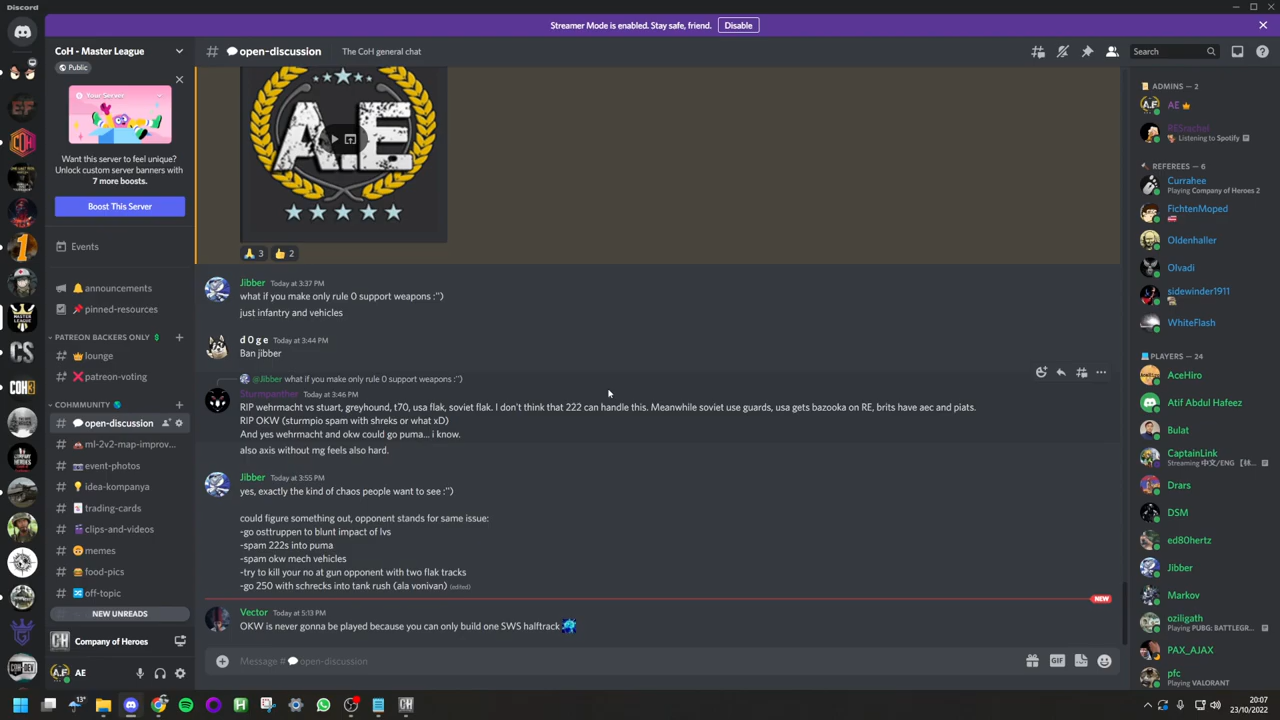 Discord
Streamer Mode is enabled. Stay safe, friend. Disable
CoH - Master League
Public
Your Server
Want this server to feel unique?
Unlock custom server banners with
7 more boosts.
Boost This Server
Events
announcements
pinned-resources
PATREON BACKERS ONLY
lounge
patreon-voting
COHMMUNITY
open-discussion
ml-2v2-map-improv...
event-photos
idea-kompanya
trading-cards
clips-and-videos
memes
food-pics
off-topic
NEW UNREADS
Company of Heroes
AE
open-discussion The CoH general chat
Search
A.E
3 2
Jibber Today at 3:37 PM
what if you make only rule 0 support weapons :'')
just infantry and vehicles
d 0 g e Today at 3:44 PM
Ban jibber
@Jibber what if you make only rule 0 support weapons :'')
Sturmpanther Today at 3:46 PM
RIP wehrmacht vs stuart, greyhound, t70, usa flak, soviet flak. I don't think that 222 can handle this. Meanwhile soviet use guards, usa gets bazooka on RE, brits have aec and piats.
RIP OKW (sturmpio spam with shreks or what xD)
And yes wehrmacht and okw could go puma... i know.
also axis without mg feels also hard.
Jibber Today at 3:55 PM
yes, exactly the kind of chaos people want to see :'')
could figure something out, opponent stands for same issue:
-go osttruppen to blunt impact of lvs
-spam 222s into puma
-spam okw mech vehicles
-try to kill your no at gun opponent with two flak tracks
-go 250 with schrecks into tank rush (ala vonivan) (edited)
NEW
Vector Today at 5:13 PM
OKW is never gonna be played because you can only build one SWS halftrack
Message # open-discussion
GIF
ADMINS – 2
AE
RESrachel
Listening to Spotify
REFEREES – 6
Currahee
Playing Company of Heroes 2
FichtenMoped
Oldenhaller
Olvadi
sidewinder1911
WhiteFlash
PLAYERS – 24
AceHiro
Atif Abdul Hafeez
Bulat
CaptainLink
Streaming 中文/ENG
Drars
DSM
ed80hertz
Jibber
Markov
oziligath
Playing PUBG: BATTLEGR...
PAX_AJAX
pfc
Playing VALORANT
13°
20:07
23/10/2022